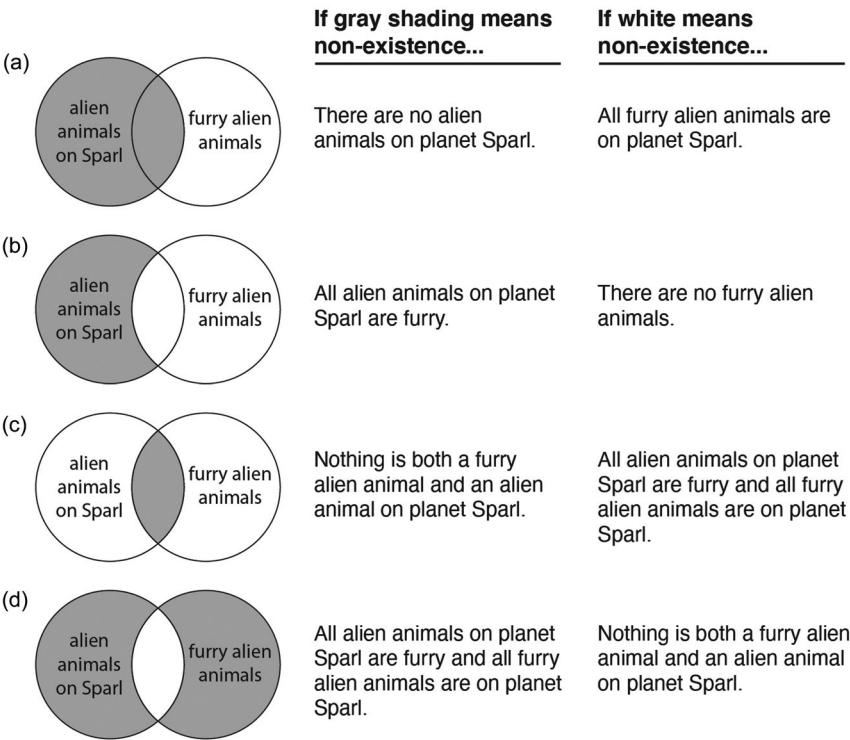 If gray shading means
non-existence...
If white means
non-existence...
(a)
alien
animals
on Sparl
furry alien
animals
There are no alien
animals on planet Sparl.
All furry alien animals are
on planet Sparl.
(b)
alien
animals
on Sparl
furry alien
animals
All alien animals on planet
Sparl are furry.
There are no furry alien
animals.
(c)
alien
animals
on Sparl
furry alien
animals
Nothing is both a furry
alien animal and an alien
animal on planet Sparl.
All alien animals on planet
Sparl are furry and all furry
alien animals are on planet
Sparl.
(d)
alien
animals
on Sparl
furry alien
animals
All alien animals on planet
Sparl are furry and all furry
alien animals are on planet
Sparl.
Nothing is both a furry alien
animal and an alien animal
on planet Sparl.